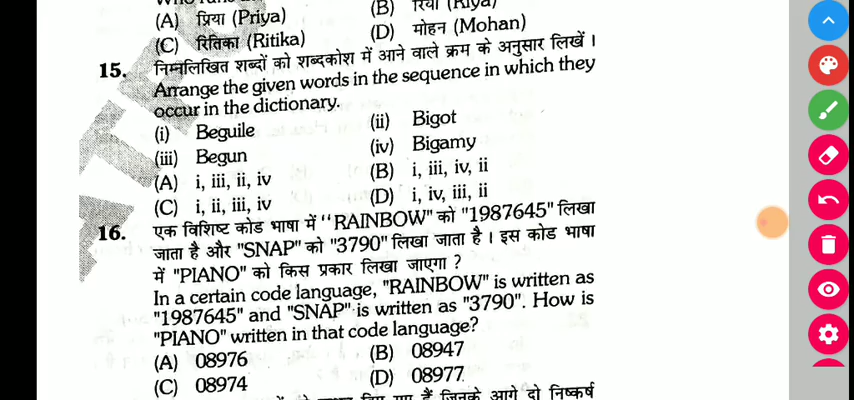 (A) प्रिया (Priya)
(B) रिया (Riya)
(C) रितिका (Ritika)
(D) मोहन (Mohan)
15. निम्नलिखित शब्दों को शब्दकोश में आने वाले क्रम के अनुसार लिखें ।
Arrange the given words in the sequence in which they
occur in the dictionary.
(i) Beguile
(ii) Bigot
(iii) Begun
(iv) Bigamy
(A) i, iii, ii, iv
(B) i, iii, iv, ii
(C) i, ii, iii, iv
(D) i, iv, iii, ii
16. एक विशिष्ट कोड भाषा में ''RAINBOW" को "1987645" लिखा
जाता है और "SNAP" को "3790" लिखा जाता है । इस कोड भाषा
में "PIANO" को किस प्रकार लिखा जाएगा ?
In a certain code language, "RAINBOW" is written as
"1987645" and "SNAP" is written as "3790". How is
"PIANO" written in that code language?
(A) 08976
(B) 08947
(C) 08974
(D) 08977.
गए हैं जिनके आगे दो निष्कर्ष